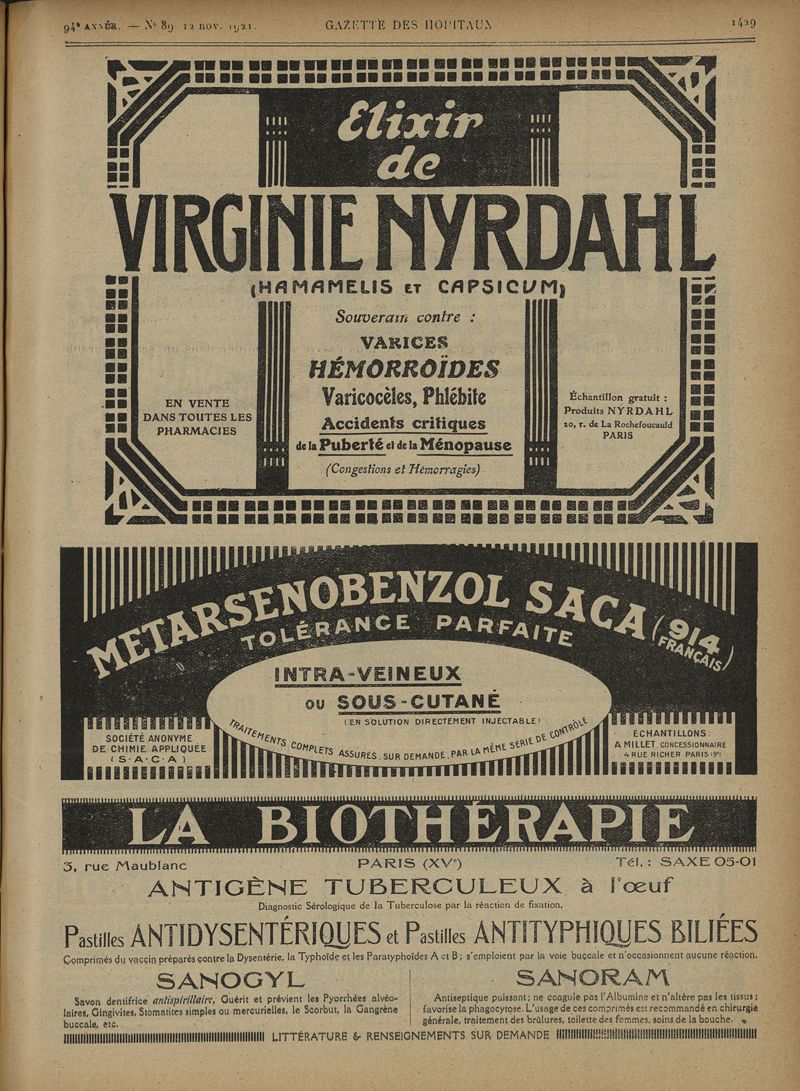 94e ANNÉE. — No 89. 12 NOV. 1921.
GAZETTE DES HOPITAUX
1429
Elixir
de
VIRGINIE NYRDAHL
(HAMAMELIS ET CAPSICUM)
Souverain contre :
VARICES
HÉMORROÏDES
Varicocèles, Phlébite
Accidents critiques
de la Puberté et de la Ménopause
(Congestions et Hémorragies)
EN VENTE
DANS TOUTES LES
PHARMACIES
Échantillon gratuit :
Produits NYRDAHL
20, r. de La Rochefoucauld
PARIS
METARSENOBENZOL SACA (914 FRANÇAIS)
TOLÉRANCE PARFAITE
INTRA-VEINEUX
OU SOUS-CUTANÉ
(EN SOLUTION DIRECTEMENT INJECTABLE)
TRAITEMENTS COMPLETS ASSURÉS, SUR DEMANDE, PAR LA MÊME SÉRIE DE CONTRÔLE
SOCIÉTÉ ANONYME
DE CHIMIE APPLIQUÉE
(S.A.C.A)
ECHANTILLONS:
A MILLET, CONCESSIONNAIRE
4 RUE RICHER PARIS (9e)
LA BIOTHÉRAPIE
3, rue Maublanc
PARIS (XVe)
Tél. : SAXE 05-01
ANTIGÈNE TUBERCULEUX à l'œuf
Diagnostic Sérologique de la Tuberculose par la réaction de fixation.
Pastilles ANTIDYSENTÉRIQUES et Pastilles ANTITYPHIQUES BILIÉES
Comprimés du vaccin préparés contre la Dysentérie, la Typhoïde et les Paratyphoïdes A et B ; s'emploient par la voie buccale et n'occasionnent aucune réaction.
SANOGYL
Savon dentifrice antispirillaire, Guérit et prévient les Pyorrhées alvéo-
laires, Gingivites, Stomatites simples ou mercurielles, le Scorbut, la Gangrène
buccale, etc.
SANORAM
Antiseptique puissant; ne coagule pas l'Albumine et n'altère pas les tissus ;
favorise la phagocytose. L'usage de ces comprimés est recommandé en chirurgie
générale, traitement des brûlures, toilette des femmes, soins de la bouche.
LITTÉRATURE & RENSEIGNEMENTS SUR DEMANDE